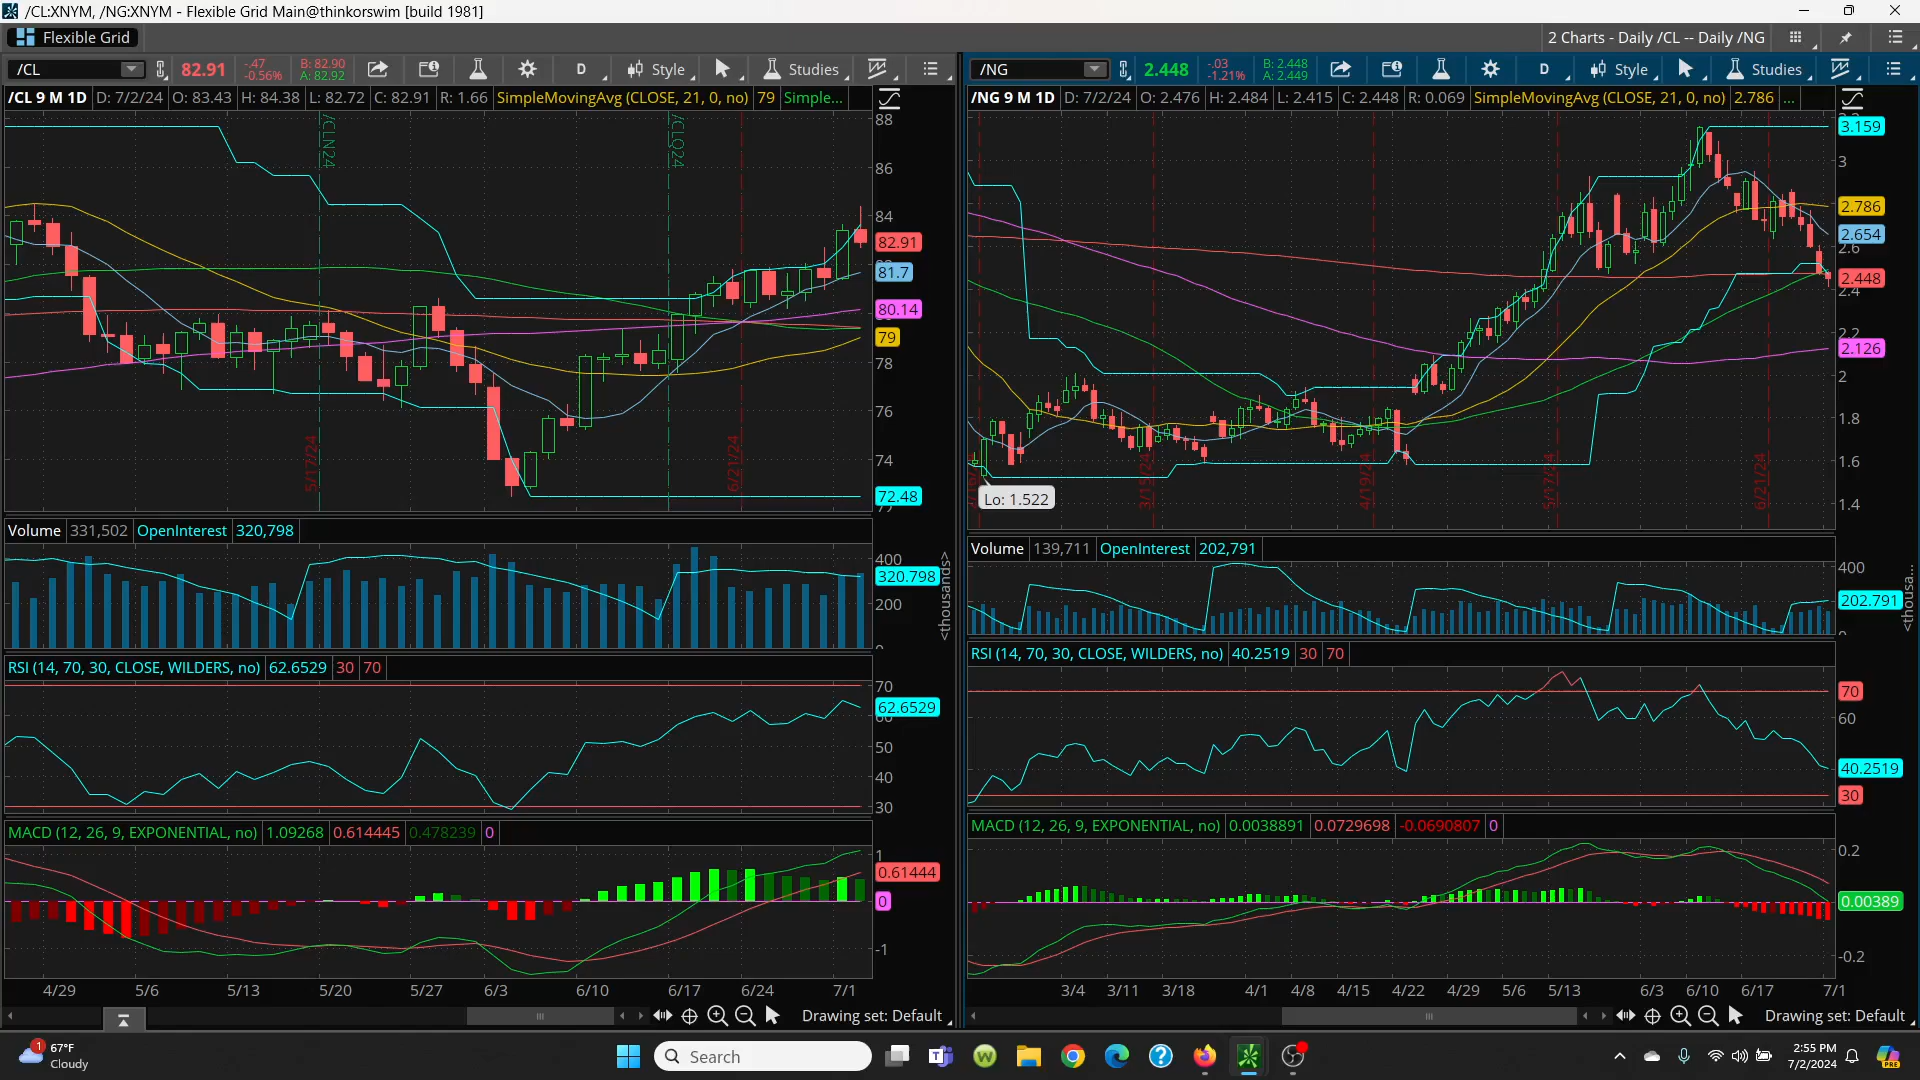 /CL:XNYM, /NG:XNYM - Flexible Grid Main@thinkorswim [build 1981]
Flexible Grid
2 Charts - Daily /CL -- Daily /NG
/CL 82.91 -.47 -0.56% B: 82.90 A: 82.92 D Style Studies
/CL 9 M 1D D: 7/2/24 O: 83.43 H: 84.38 L: 82.72 C: 82.91 R: 1.66 SimpleMovingAvg (CLOSE, 21, 0, no) 79 Simple...
/CLN24
/CLQ24
5/17/24
6/21/24
88
86
84
82.91
81.7
80.14
79
78
76
74
72.48
Volume 331,502 OpenInterest 320,798
400
320.798
200
<thousands>
RSI (14, 70, 30, CLOSE, WILDERS, no) 62.6529 30 70
70
62.6529
50
40
30
MACD (12, 26, 9, EXPONENTIAL, no) 1.09268 0.614445 0.478239 0
1
0.61444
0
-1
4/29 5/6 5/13 5/20 5/27 6/3 6/10 6/17 6/24 7/1
Drawing set: Default
/NG 2.448 -.03 -1.21% B: 2.448 A: 2.449 D Style Studies
/NG 9 M 1D D: 7/2/24 O: 2.476 H: 2.484 L: 2.415 C: 2.448 R: 0.069 SimpleMovingAvg (CLOSE, 21, 0, no) 2.786 ...
3/15/24
4/19/24
5/17/24
6/21/24
Lo: 1.522
3.159
3
2.786
2.654
2.6
2.448
2.4
2.2
2.126
2
1.8
1.6
1.4
Volume 139,711 OpenInterest 202,791
400
202.791
<thousa...
RSI (14, 70, 30, CLOSE, WILDERS, no) 40.2519 30 70
70
60
40.2519
30
MACD (12, 26, 9, EXPONENTIAL, no) 0.0038891 0.0729698 -0.0690807 0
0.2
0.00389
-0.2
3/4 3/11 3/18 4/1 4/8 4/15 4/22 4/29 5/6 5/13 6/3 6/10 6/17 7/1
Drawing set: Default
1
67°F
Cloudy
Search
2:55 PM
7/2/2024